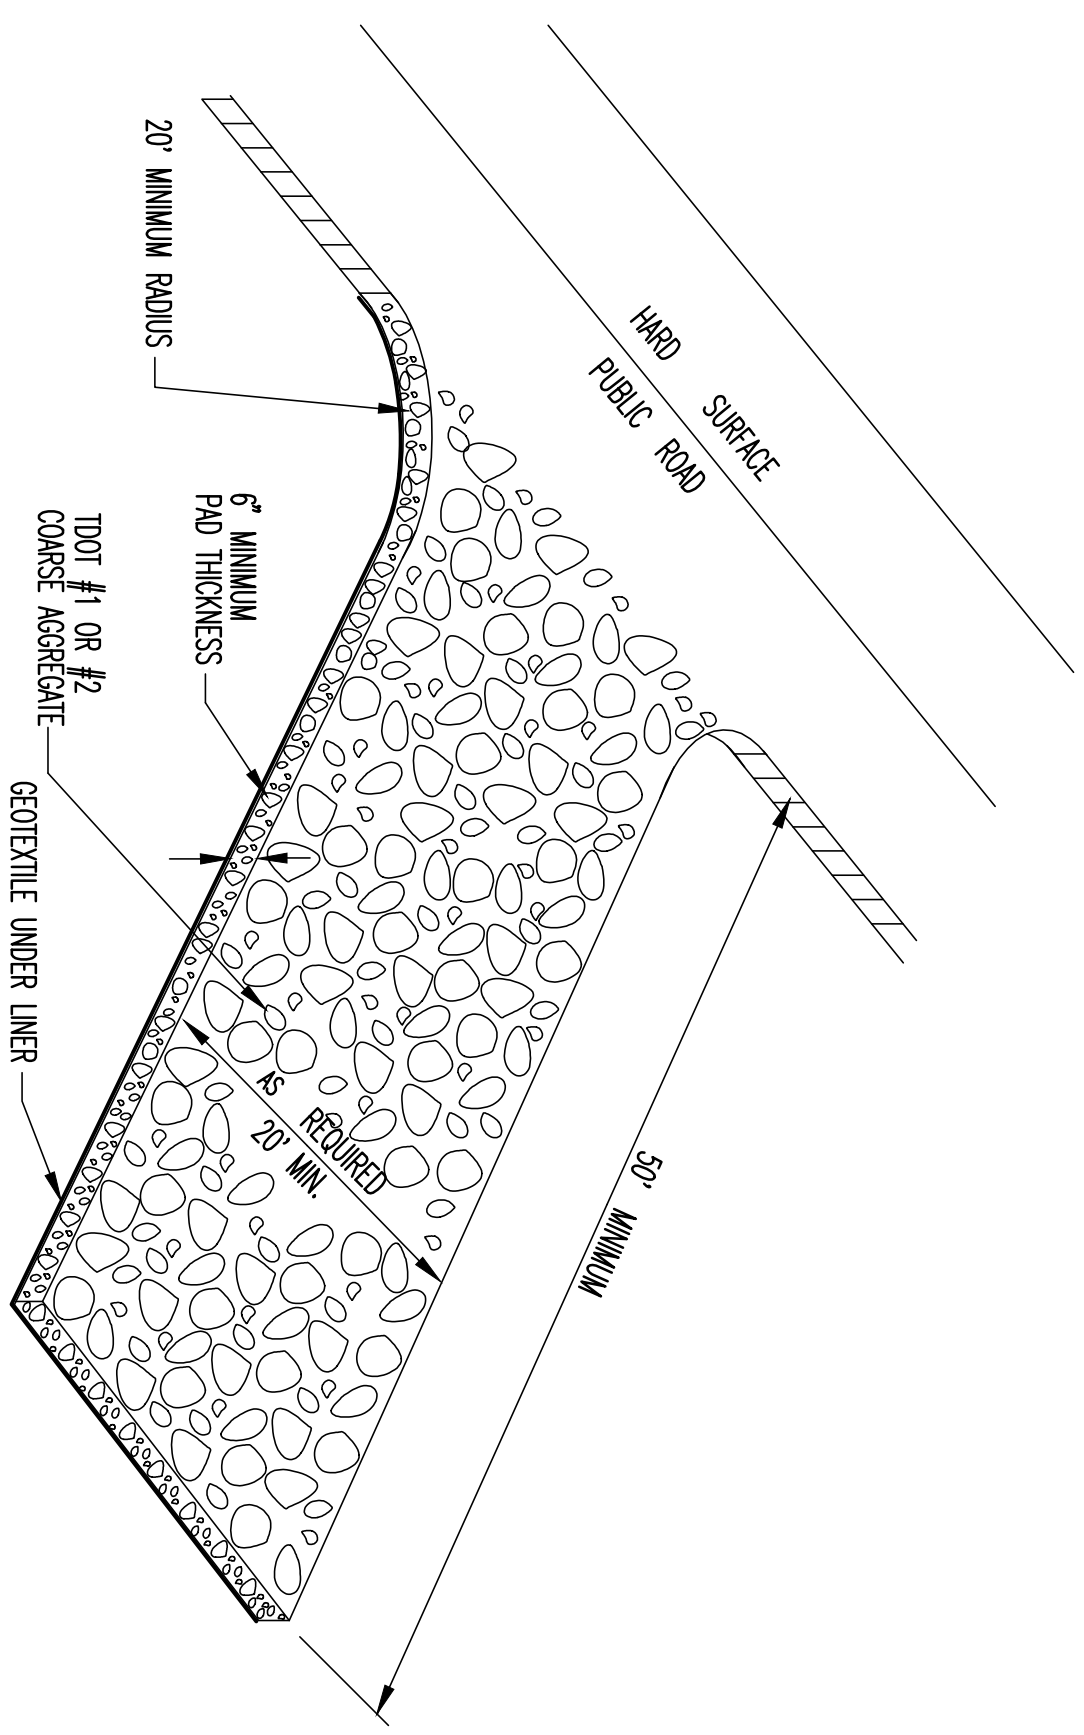 HARD SURFACE
PUBLIC ROAD
50' MINIMUM
AS REQUIRED
20' MIN.
20' MINIMUM RADIUS
6" MINIMUM
PAD THICKNESS
TDOT #1 OR #2
COARSE AGGREGATE
GEOTEXTILE UNDER LINER